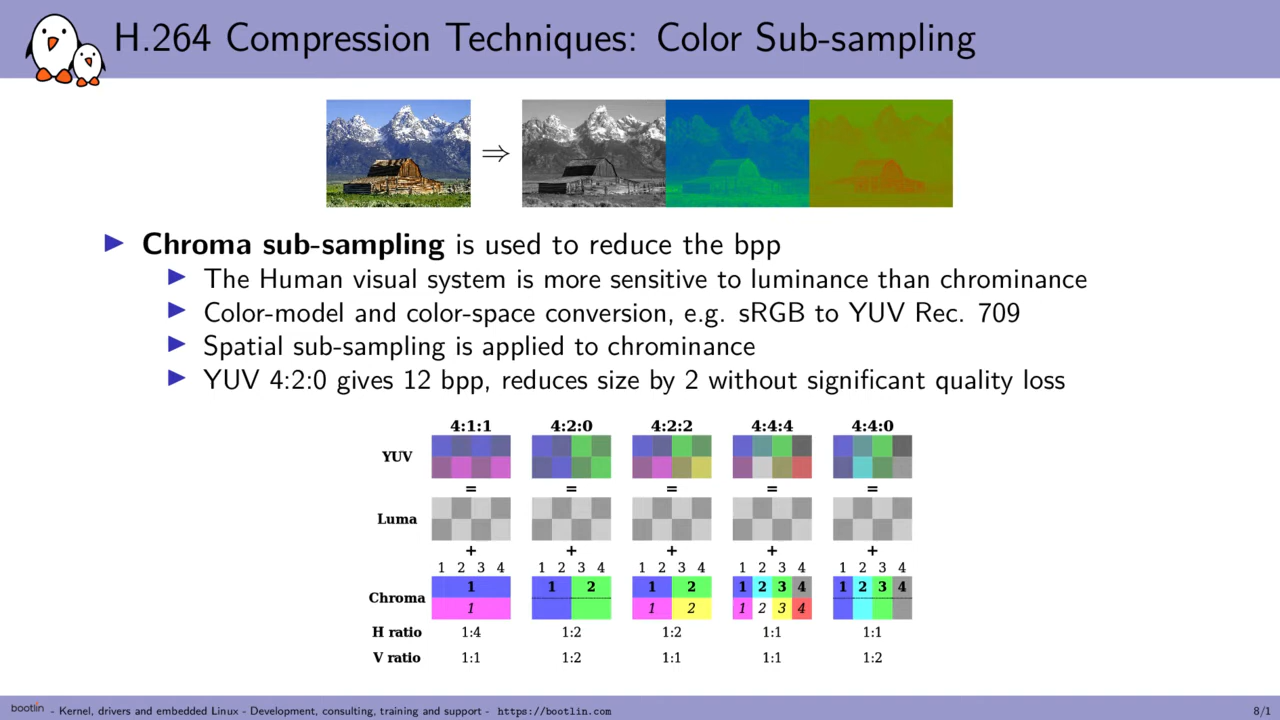 H.264 Compression Techniques: Color Sub-sampling
⇒
▶ Chroma sub-sampling is used to reduce the bpp
▶ The Human visual system is more sensitive to luminance than chrominance
▶ Color-model and color-space conversion, e.g. sRGB to YUV Rec. 709
▶ Spatial sub-sampling is applied to chrominance
▶ YUV 4:2:0 gives 12 bpp, reduces size by 2 without significant quality loss
4:1:1 4:2:0 4:2:2 4:4:4 4:4:0
YUV
= = = = =
Luma
+ + + + +
1 2 3 4 1 2 3 4 1 2 3 4 1 2 3 4 1 2 3 4
1 1 2 1 2 1 2 3 4 1 2 3 4
Chroma
1 1 2 1 2 3 4
H ratio 1:4 1:2 1:2 1:1 1:1
V ratio 1:1 1:2 1:1 1:1 1:2
bootlin - Kernel, drivers and embedded Linux - Development, consulting, training and support - https://bootlin.com 8/1